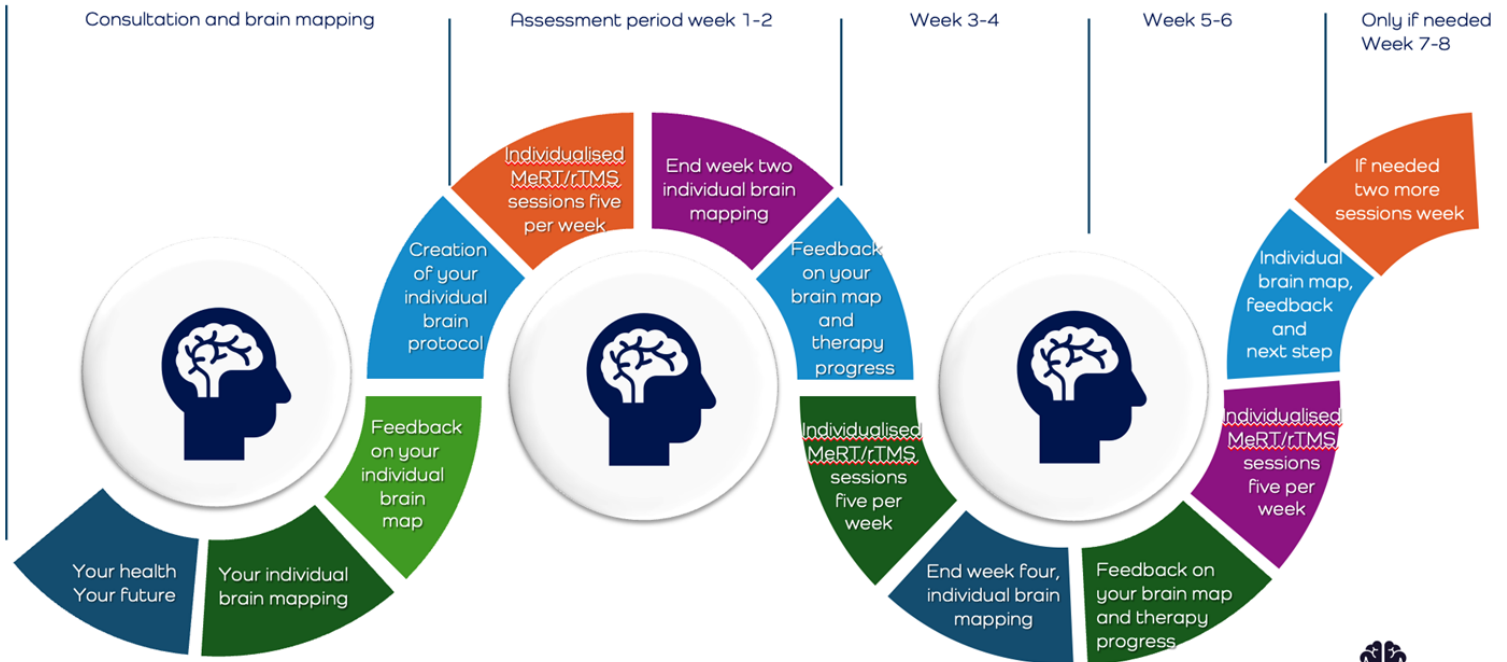 Consultation and brain mapping
Assessment period week 1-2
Week 3-4
Week 5-6
Only if needed
Week 7-8
Your health
Your future
Your individual
brain mapping
Feedback
on your
individual
brain
map
Creation
of your
individual
brain
protocol
Individualised
MeRT/rTMS
sessions five
per week
End week two
individual brain
mapping
Feedback
on your
brain map
and
therapy
progress
Individualised
MeRT/rTMS
sessions
five per
week
End week four,
individual brain
mapping
Feedback on
your brain map
and therapy
progress
Individualised
MeRT/rTMS
sessions
five per
week
Individual
brain map,
feedback
and
next step
If needed
two more
sessions week